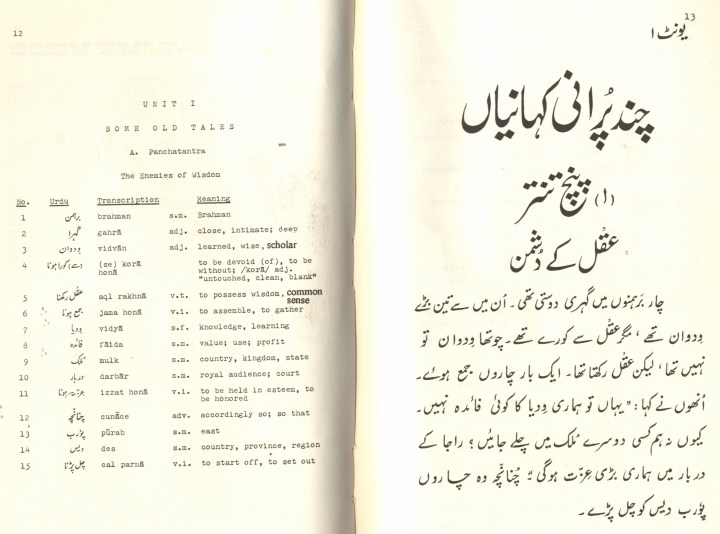 12
UNIT I
SOME OLD TALES
A. Panchatantra
The Enemies of Wisdom
No. Urdu Transcription Meaning
1 برہمن brahman s.m. Brahman
2 گہرا gahrā adj. close, intimate; deep
3 وِدوان vidvān adj. learned, wise, scholar
4 (سے) کورا ہونا (se) korā honā to be devoid (of), to be
without; /korā/ adj.
"untouched, clean, blank"
5 عقل رکھنا aql rakhnā v.t. to possess wisdom, common sense
6 جمع ہونا jama honā v.i. to assemble, to gather
7 وِدیا vidyā s.f. knowledge, learning
8 فائدہ fāida s.m. value; use; profit
9 مُلک mulk s.m. country, kingdom, state
10 دربار darbār s.m. royal audience; court
11 عزت ہونا izzat honā v.i. to be held in esteem, to
be honored
12 چنانچہ cunāce adv. accordingly so; so that
13 پُورب pūrab s.m. east
14 دیس des s.m. country, province, region
15 چل پڑنا cal parnā v.i. to start off, to set out
13
یونٹ ۱
چند پُرانی کہانیاں
(۱) پنچ تنتر
عقل کے دُشمن
چار برہمنوں میں گہری دوستی تھی۔ اُن میں سے تین بڑے
وِدوان تھے، مگر عقل سے کورے تھے۔ چوتھا وِدوان تو
نہیں تھا، لیکن عقل رکھتا تھا۔ ایک بار چاروں جمع ہوئے۔
اُنھوں نے کہا: "یہاں تو ہماری وِدیا کا کوئی فائدہ نہیں۔
کیوں نہ ہم کسی دوسرے مُلک میں چلے جائیں؟ راجا کے
دربار میں ہماری بڑی عزّت ہوگی۔" چُنانچہ وہ چاروں
پُورب دیس کو چل پڑے۔